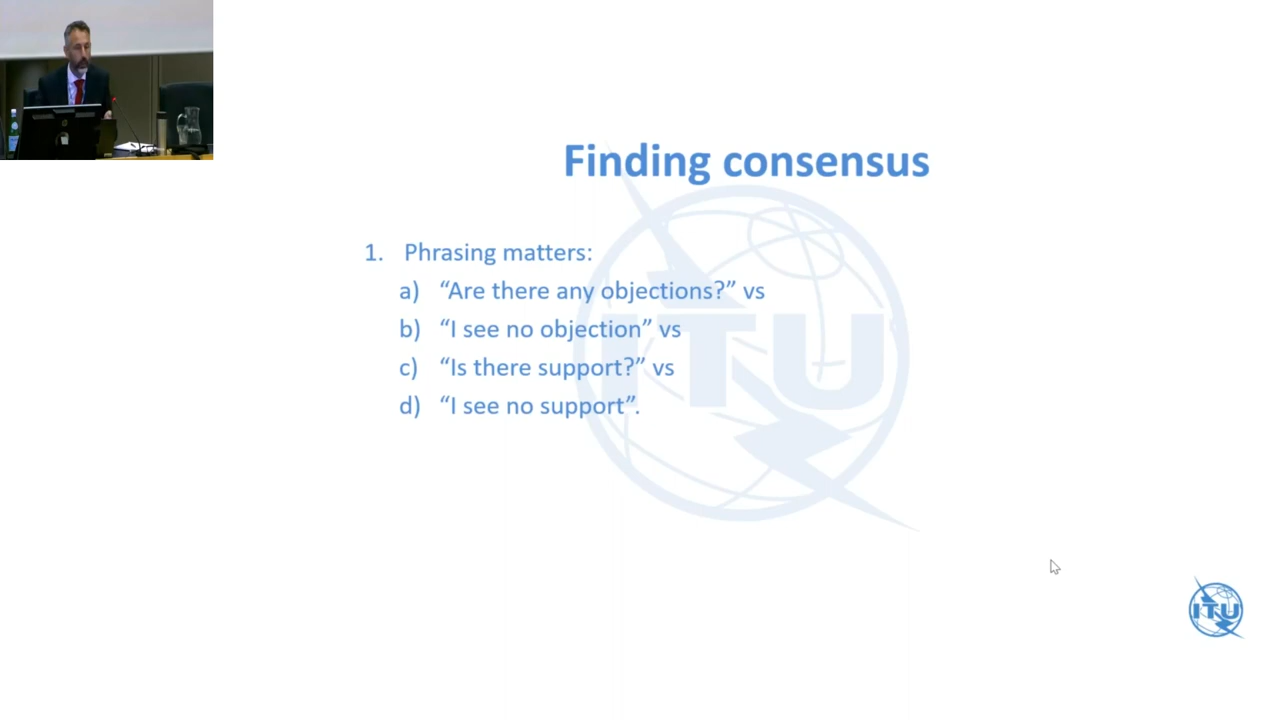 Finding consensus
1. Phrasing matters:
a) “Are there any objections?” vs
b) “I see no objection” vs
c) “Is there support?” vs
d) “I see no support”.
ITU
ITU